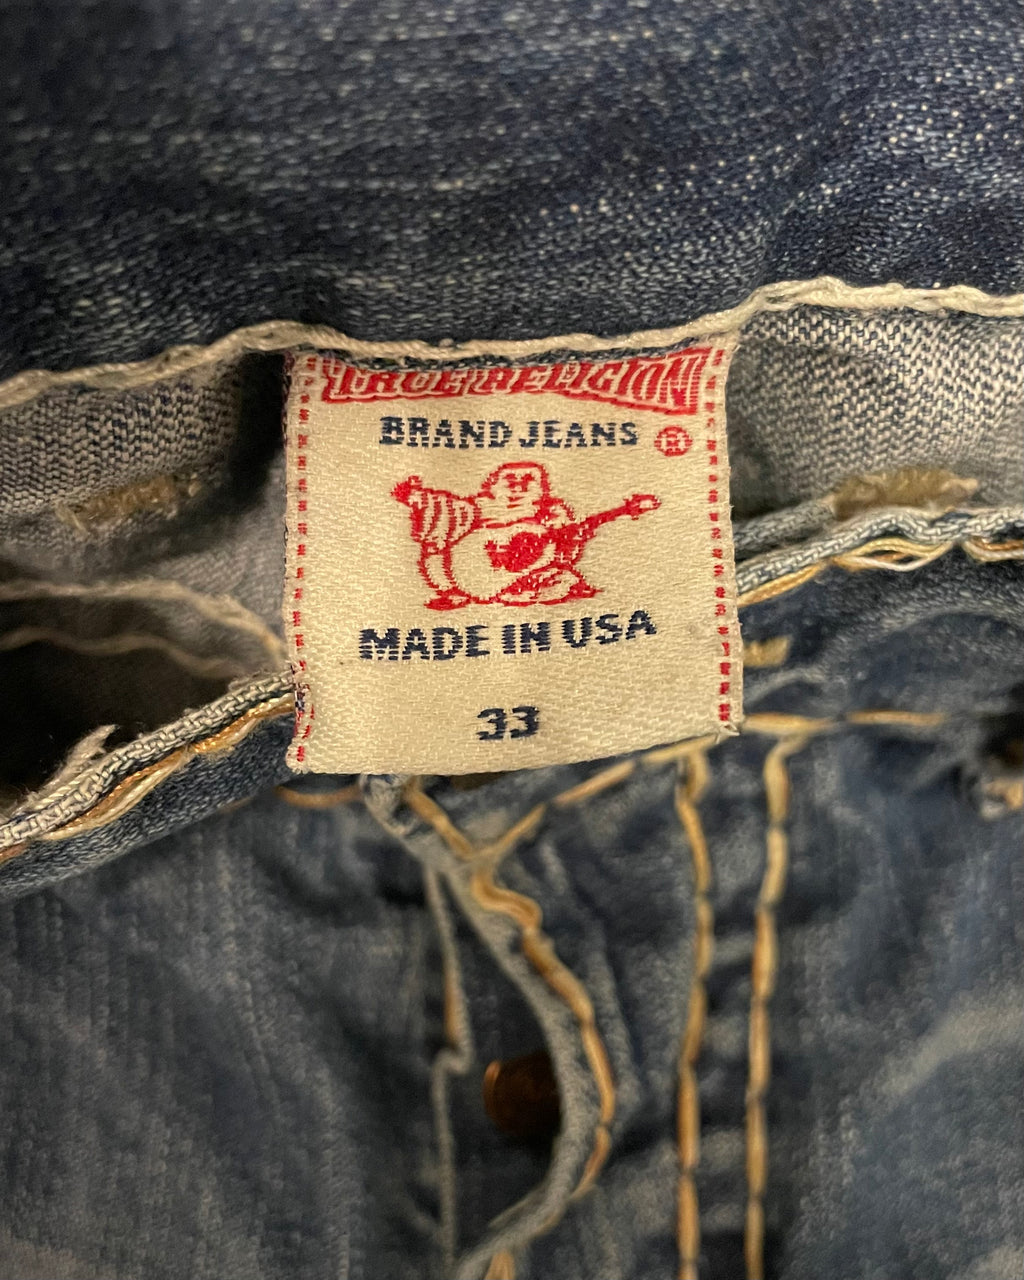 TRUE RELIGION
BRAND JEANS ®
MADE IN USA
33